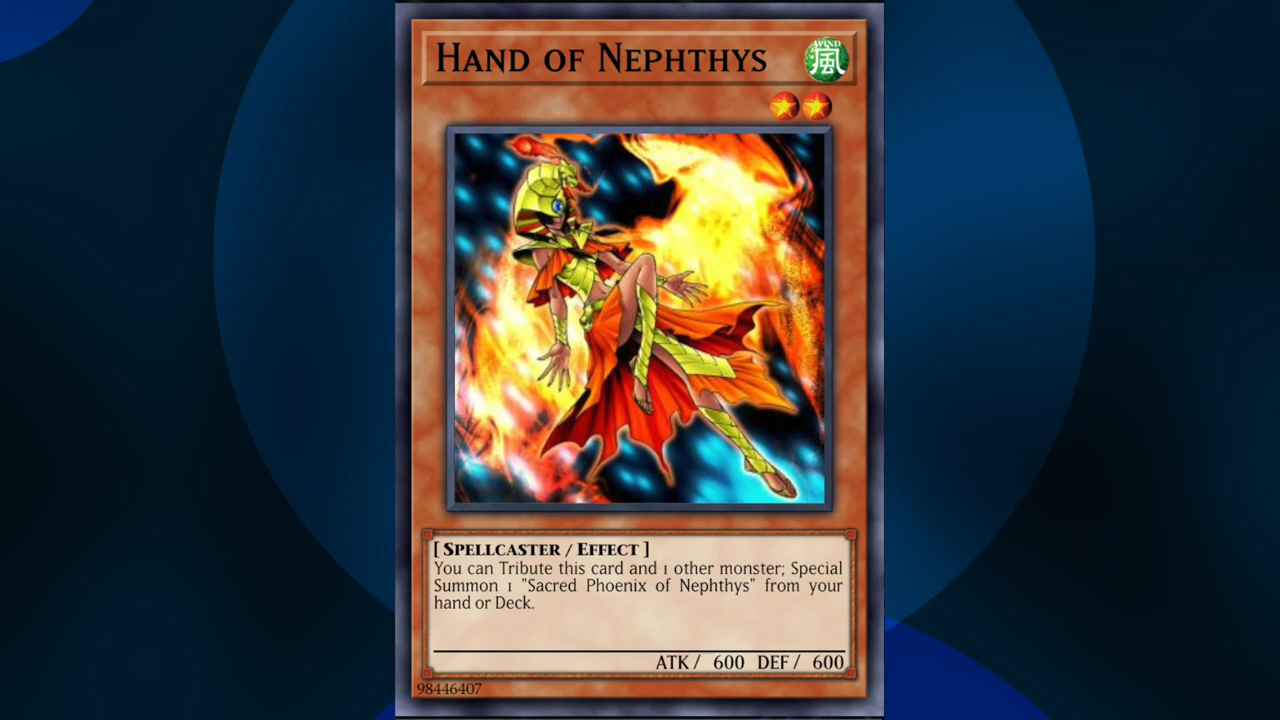 Hand of Nephthys
WIND
風
[ Spellcaster / Effect ]
You can Tribute this card and 1 other monster; Special
Summon 1 "Sacred Phoenix of Nephthys" from your
hand or Deck.
ATK / 600 DEF / 600
98446407